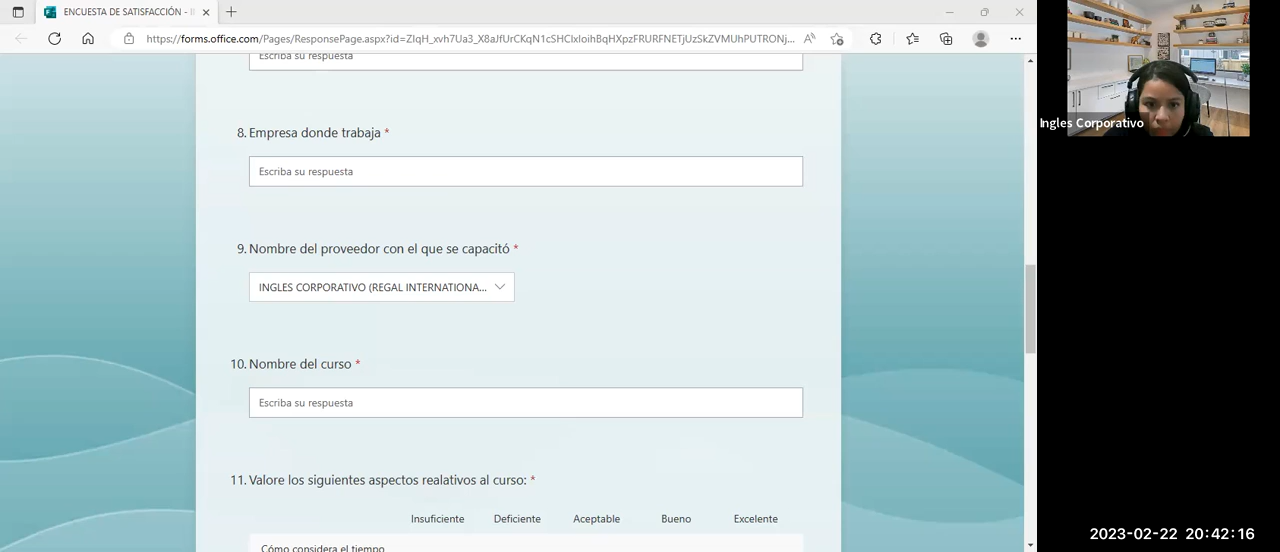 ENCUESTA DE SATISFACCIÓN - I
https://forms.office.com/Pages/ResponsePage.aspx?id=ZIqH_xvh7Ua3_X8aJfUtCKqN1cSHCIxIoihBqHXpzFRURFNETjUzSkZVMUhPUTRONj...
Escriba su respuesta
8. Empresa donde trabaja *
Escriba su respuesta
9. Nombre del proveedor con el que se capacitó *
INGLES CORPORATIVO (REGAL INTERNATIONA...
10. Nombre del curso *
Escriba su respuesta
11. Valore los siguientes aspectos realativos al curso: *
Insuficiente Deficiente Aceptable Bueno Excelente
Cómo considera el tiempo
Ingles Corporativo
2023-02-22 20:42:16